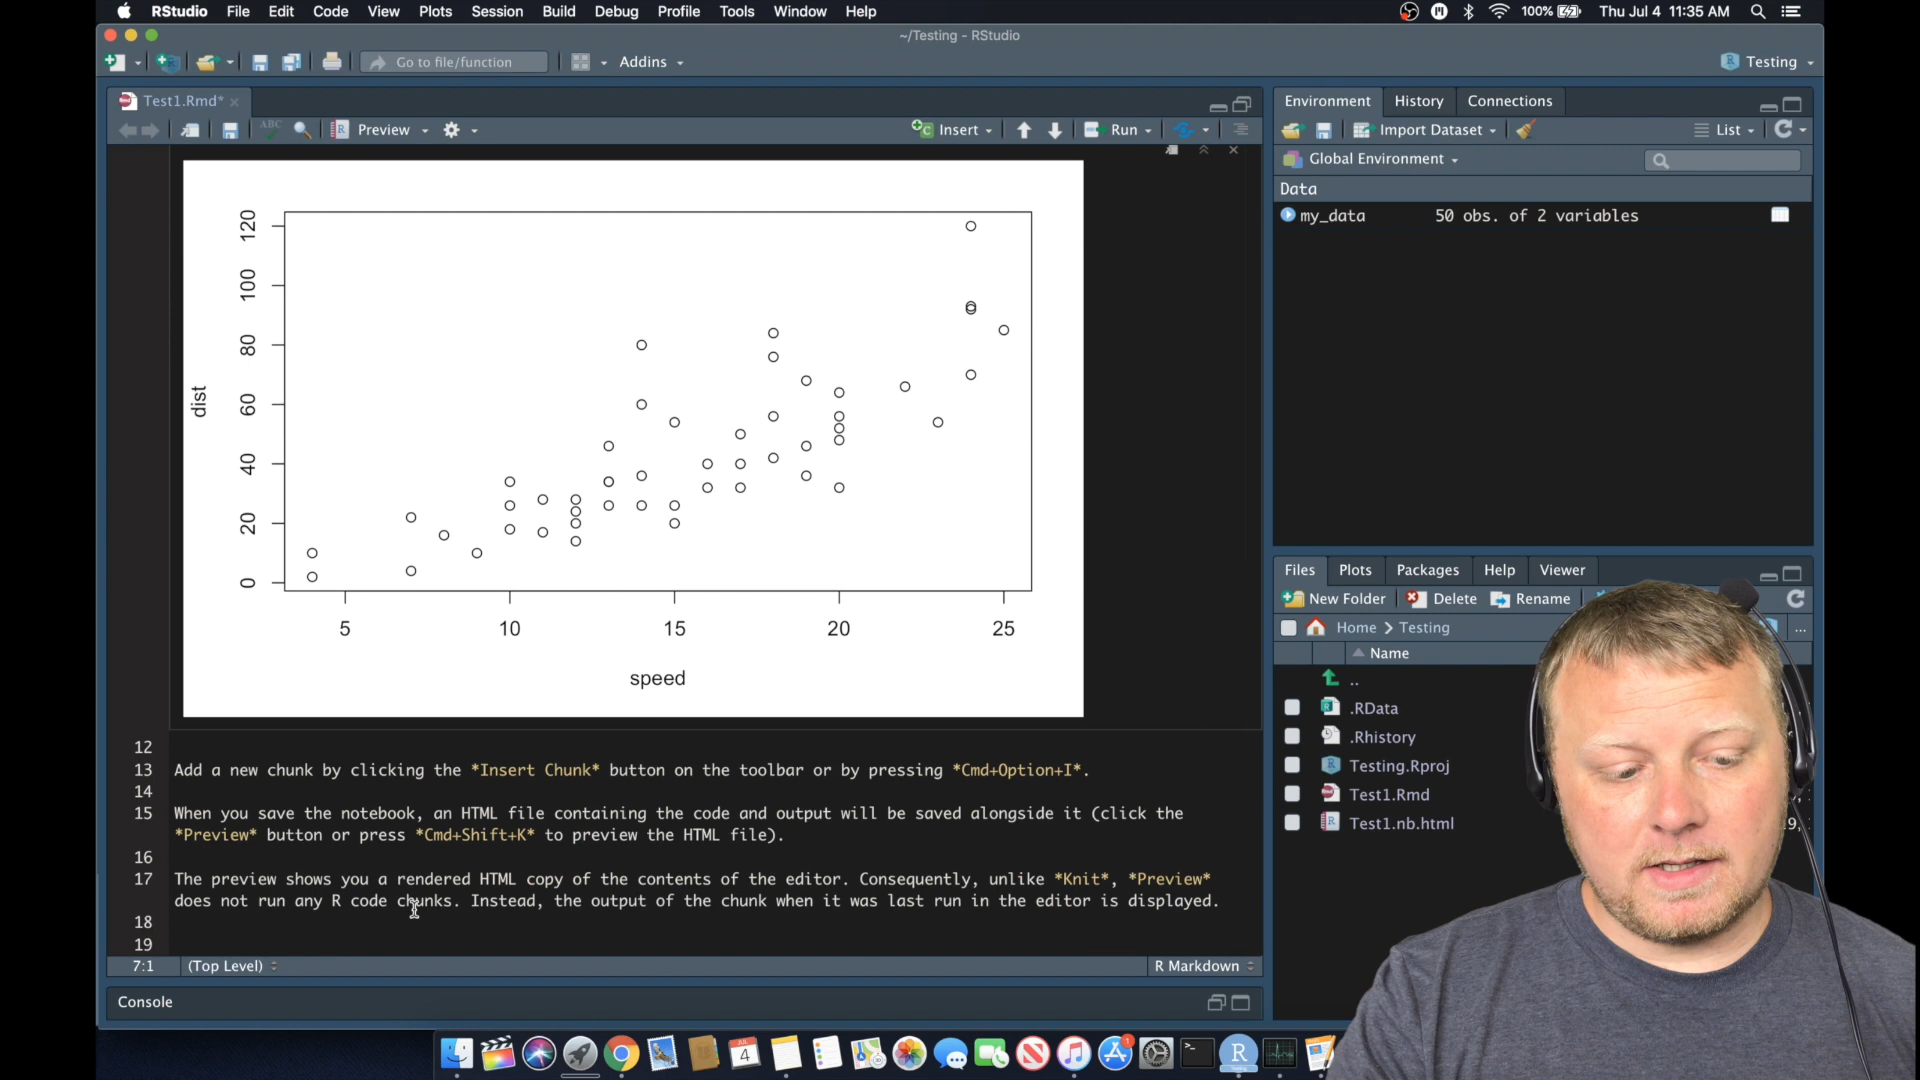 RStudio File Edit Code View Plots Session Build Debug Profile Tools Window Help 100% Thu Jul 4 11:35 AM
~/Testing - RStudio
Go to file/function Addins Testing
Test1.Rmd*
ABC Preview Insert Run
Environment History Connections
Import Dataset List
Global Environment
Data
my_data 50 obs. of 2 variables
120
100
80
60
40
20
0
dist
5 10 15 20 25
speed
12
13 Add a new chunk by clicking the *Insert Chunk* button on the toolbar or by pressing *Cmd+Option+I*.
14
15 When you save the notebook, an HTML file containing the code and output will be saved alongside it (click the
*Preview* button or press *Cmd+Shift+K* to preview the HTML file).
16
17 The preview shows you a rendered HTML copy of the contents of the editor. Consequently, unlike *Knit*, *Preview*
does not run any R code chunks. Instead, the output of the chunk when it was last run in the editor is displayed.
18
19
7:1 (Top Level) R Markdown
Console
Files Plots Packages Help Viewer
New Folder Delete Rename
Home Testing ...
Name
..
.RData
.Rhistory
Testing.Rproj
Test1.Rmd
Test1.nb.html 9,
JUL
4
1
R